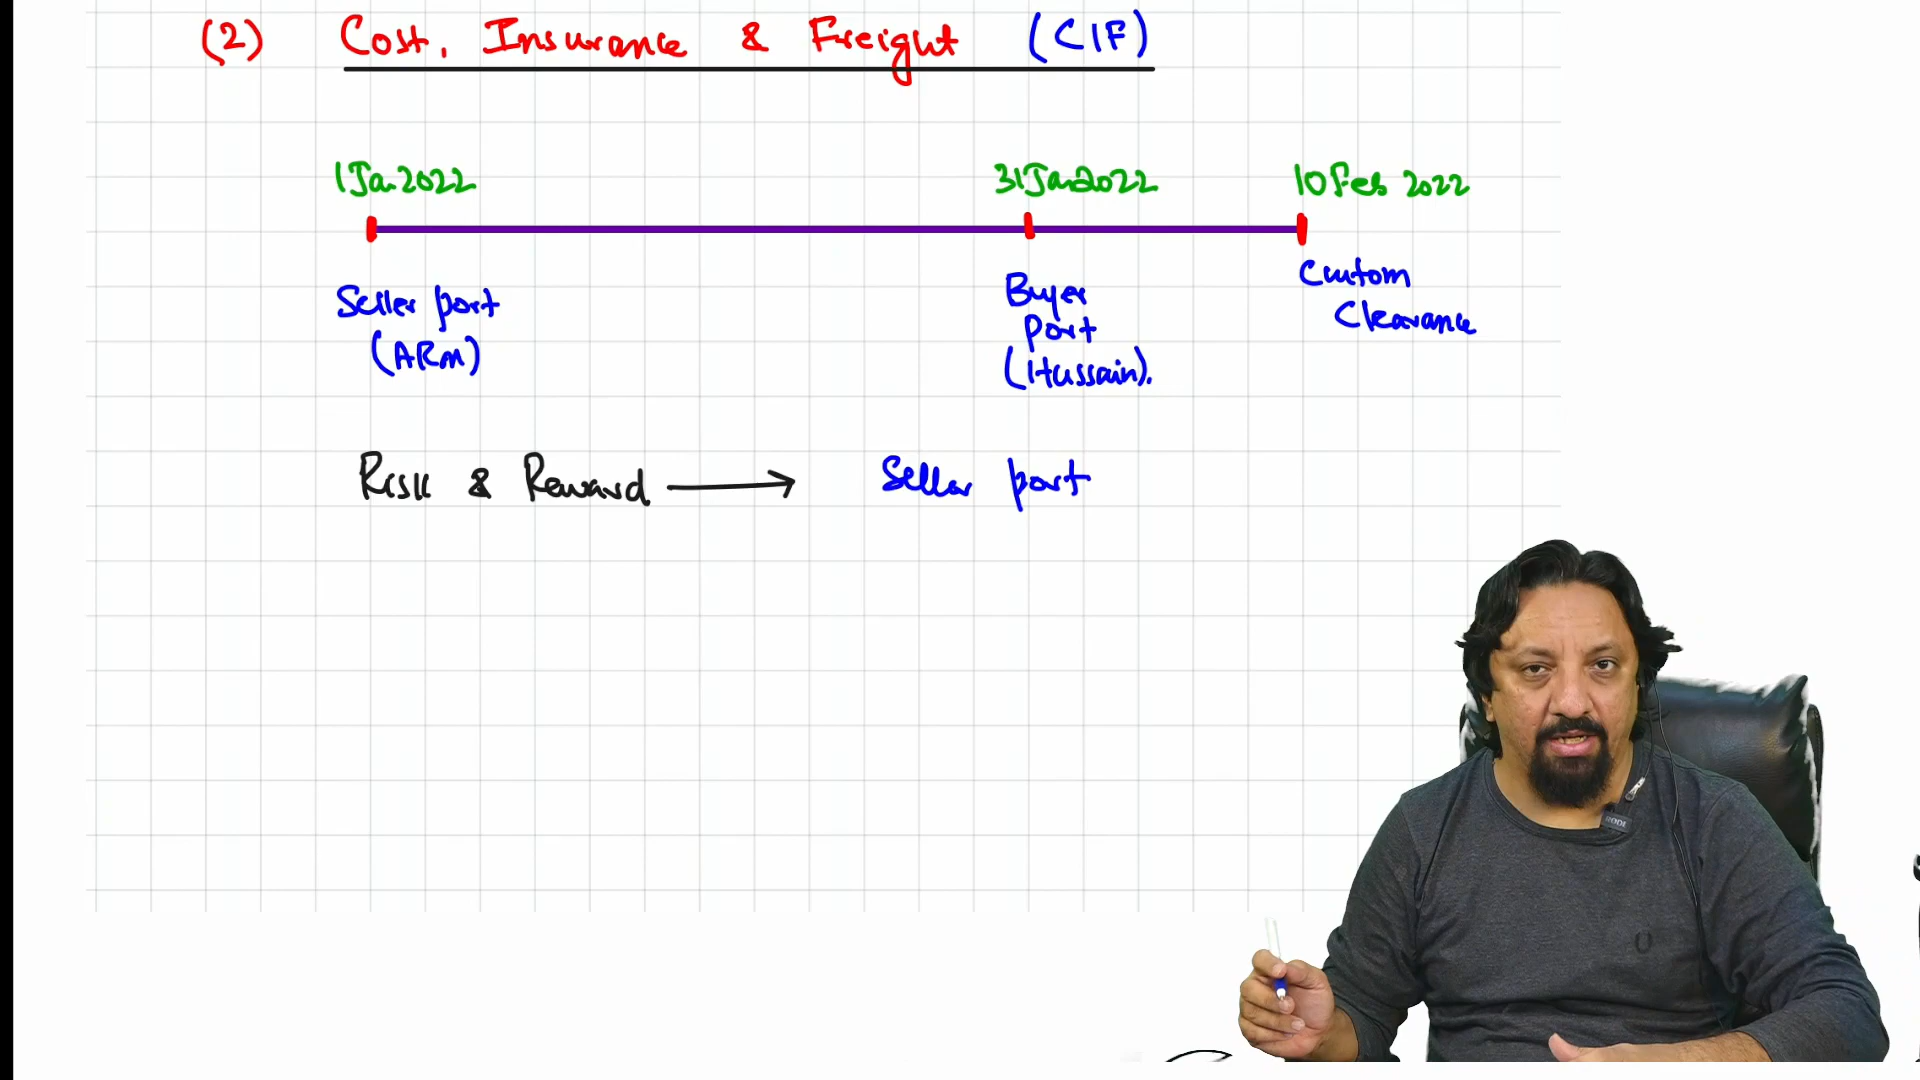 (2) Cost, Insurance & Freight (CIF)
1 Jan 2022
31 Jan 2022
10 Feb 2022
Seller port
(ARM)
Buyer
Port
(Hussain).
Custom
Clearance
Risk & Reward → Seller port
RODE